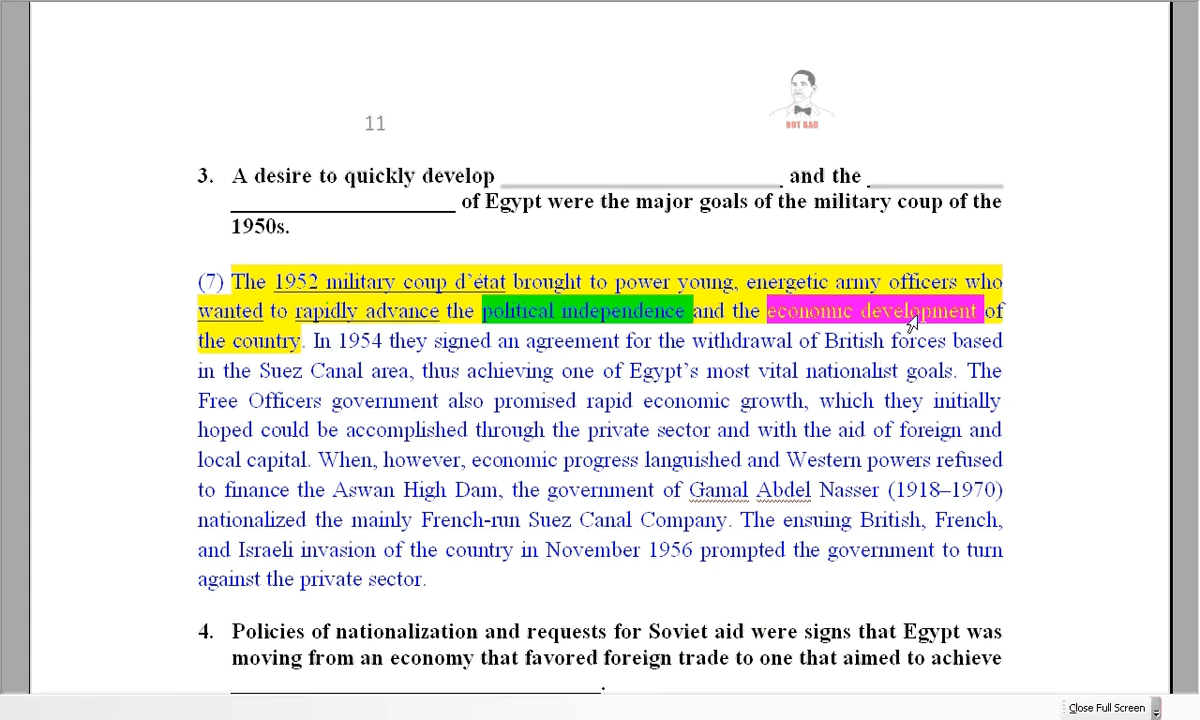 11
NOT BAD
3. A desire to quickly develop ____________________________ and the ______________
______________________ of Egypt were the major goals of the military coup of the
1950s.
(7) The 1952 military coup d’état brought to power young, energetic army officers who
wanted to rapidly advance the political independence and the economic development of
the country. In 1954 they signed an agreement for the withdrawal of British forces based
in the Suez Canal area, thus achieving one of Egypt’s most vital nationalist goals. The
Free Officers government also promised rapid economic growth, which they initially
hoped could be accomplished through the private sector and with the aid of foreign and
local capital. When, however, economic progress languished and Western powers refused
to finance the Aswan High Dam, the government of Gamal Abdel Nasser (1918–1970)
nationalized the mainly French-run Suez Canal Company. The ensuing British, French,
and Israeli invasion of the country in November 1956 prompted the government to turn
against the private sector.
4. Policies of nationalization and requests for Soviet aid were signs that Egypt was
moving from an economy that favored foreign trade to one that aimed to achieve
____________________________________.
Close Full Screen